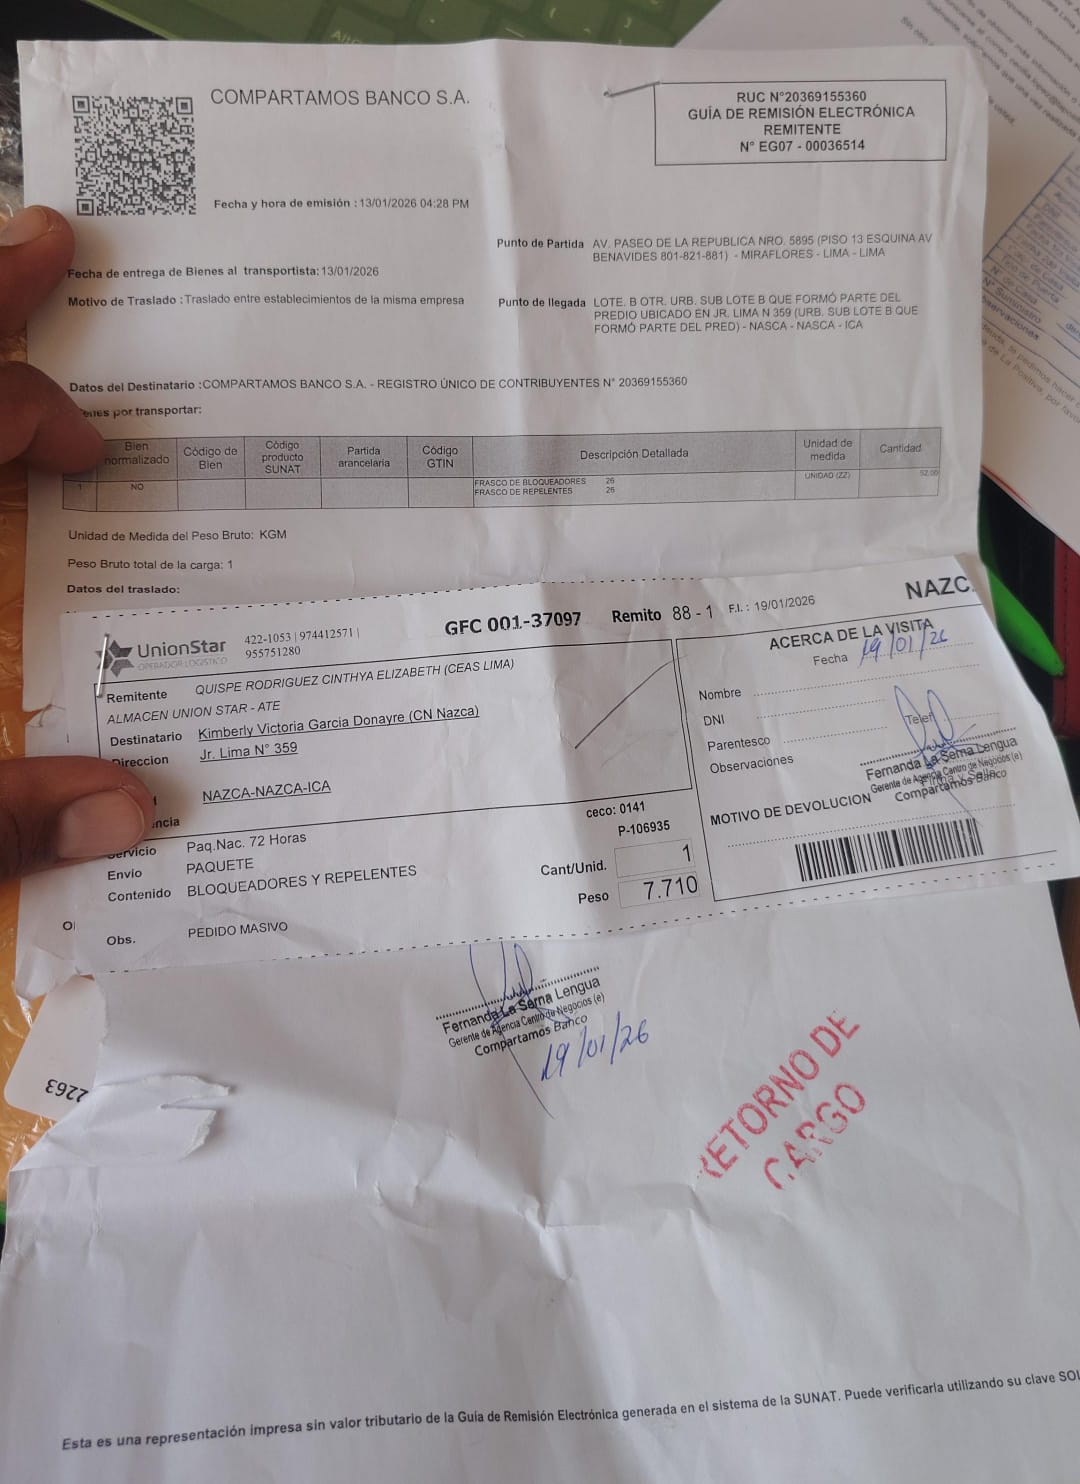 COMPARTAMOS BANCO S.A.
RUC N°20369155360
GUÍA DE REMISIÓN ELECTRÓNICA
REMITENTE
N° EG07 - 00036514
Fecha y hora de emisión : 13/01/2026 04:28 PM
Punto de Partida AV. PASEO DE LA REPUBLICA NRO. 5895 (PISO 13 ESQUINA AV
BENAVIDES 801-821-881) - MIRAFLORES - LIMA - LIMA
Fecha de entrega de Bienes al transportista: 13/01/2026
Motivo de Traslado : Traslado entre establecimientos de la misma empresa
Punto de llegada LOTE. B OTR. URB. SUB LOTE B QUE FORMÓ PARTE DEL
PREDIO UBICADO EN JR. LIMA N 359 (URB. SUB LOTE B QUE
FORMÓ PARTE DEL PRED) - NASCA - NASCA - ICA
Datos del Destinatario : COMPARTAMOS BANCO S.A. - REGISTRO ÚNICO DE CONTRIBUYENTES N° 20369155360
enes por transportar:
Bien normalizado Código de Bien Código producto SUNAT Partida arancelaria Código GTIN Descripción Detallada Unidad de medida Cantidad
1 NO FRASCO DE BLOQUEADORES 26 UNIDAD (ZZ) 52.00
FRASCO DE REPELENTES 26
Unidad de Medida del Peso Bruto: KGM
Peso Bruto total de la carga: 1
Datos del traslado:
UnionStar
OPERADOR LOGISTICO
422-1053 | 974412571 |
955751280
GFC 001-37097 Remito 88 - 1 F.I. : 19/01/2026 NAZC
Remitente QUISPE RODRIGUEZ CINTHYA ELIZABETH (CEAS LIMA)
ALMACEN UNION STAR - ATE
Destinatario Kimberly Victoria Garcia Donayre (CN Nazca)
Direccion Jr. Lima N° 359
NAZCA-NAZCA-ICA
ncia
Servicio Paq.Nac. 72 Horas
Envio PAQUETE
Contenido BLOQUEADORES Y REPELENTES
Obs. PEDIDO MASIVO
ceco: 0141
P-106935
Cant/Unid. 1
Peso 7.710
ACERCA DE LA VISITA
Fecha 19/01/26
Nombre
DNI Telef
Parentesco
Observaciones
Fernanda La Serna Lengua
Gerente de Agencia Centro de Negocios (e)
Compartamos Banco
MOTIVO DE DEVOLUCION
Fernanda La Serna Lengua
Gerente de Agencia Centro de Negocios (e)
Compartamos Banco
19/01/26
RETORNO DE
CARGO
2263
Esta es una representación impresa sin valor tributario de la Guía de Remisión Electrónica generada en el sistema de la SUNAT. Puede verificarla utilizando su clave SOL